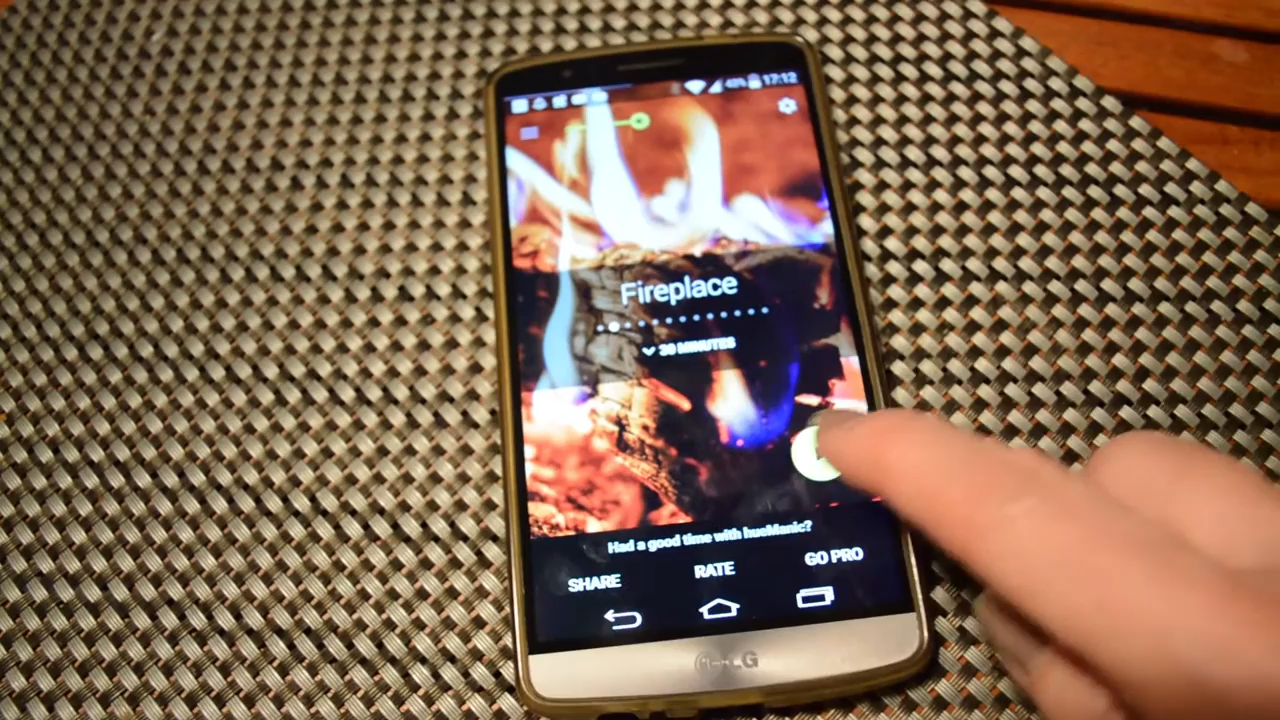 17:12
Fireplace
30 MINUTES
Had a good time with hueManic?
SHARE RATE GO PRO
LG